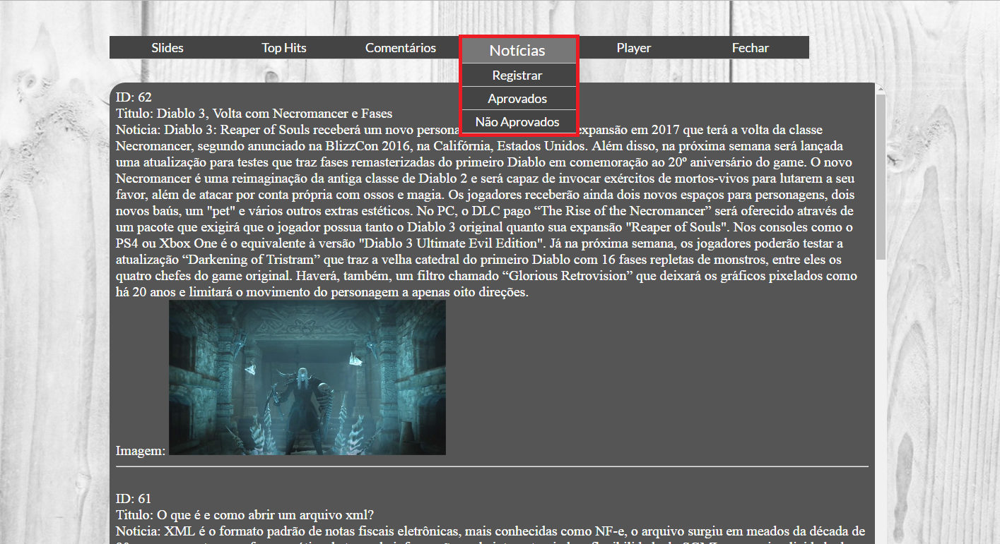 Slides Top Hits Comentários Notícias Player Fechar
Registrar
Aprovados
Não Aprovados
ID: 62
Titulo: Diablo 3, Volta com Necromancer e Fases
Noticia: Diablo 3: Reaper of Souls receberá um novo persona expansão em 2017 que terá a volta da classe
Necromancer, segundo anunciado na BlizzCon 2016, na Califórnia, Estados Unidos. Além disso, na próxima semana será lançada
uma atualização para testes que traz fases remasterizadas do primeiro Diablo em comemoração ao 20º aniversário do game. O novo
Necromancer é uma reimaginação da antiga classe de Diablo 2 e será capaz de invocar exércitos de mortos-vivos para lutarem a seu
favor, além de atacar por conta própria com ossos e magia. Os jogadores receberão ainda dois novos espaços para personagens, dois
novos baús, um "pet" e vários outros extras estéticos. No PC, o DLC pago “The Rise of the Necromancer” será oferecido através de
um pacote que exigirá que o jogador possua tanto o Diablo 3 original quanto sua expansão "Reaper of Souls". Nos consoles como o
PS4 ou Xbox One é o equivalente à versão "Diablo 3 Ultimate Evil Edition". Já na próxima semana, os jogadores poderão testar a
atualização “Darkening of Tristram” que traz a velha catedral do primeiro Diablo com 16 fases repletas de monstros, entre eles os
quatro chefes do game original. Haverá, também, um filtro chamado “Glorious Retrovision” que deixará os gráficos pixelados como
há 20 anos e limitará o movimento do personagem a apenas oito direções.
Imagem:
ID: 61
Titulo: O que é e como abrir um arquivo xml?
Noticia: XML é o formato padrão de notas fiscais eletrônicas, mais conhecidas como NF-e, o arquivo surgiu em meados da década de